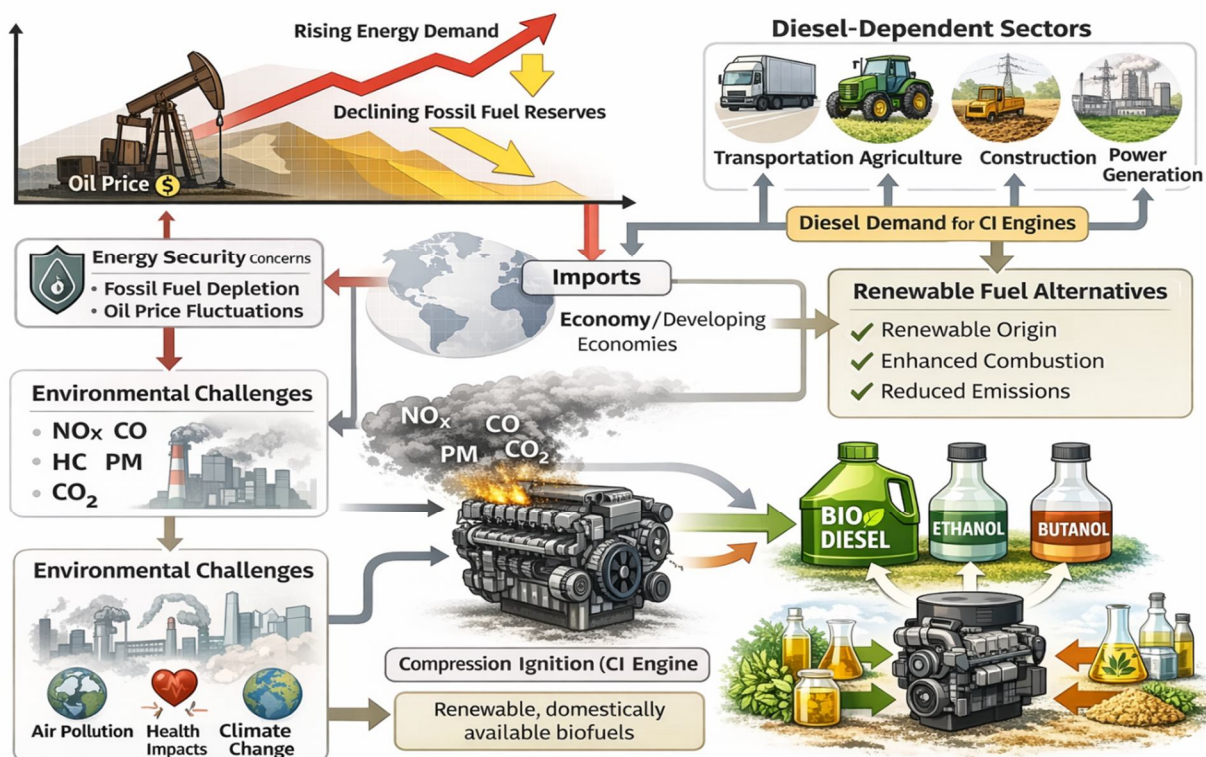 Rising Energy Demand
Declining Fossil Fuel Reserves
Oil Price $
Diesel-Dependent Sectors
Transportation
Agriculture
Construction
Power
Generation
Diesel Demand for CI Engines
Energy Security concerns
• Fossil Fuel Depletion
• Oil Price Fluctuations
Imports
Economy/Developing
Economies
Renewable Fuel Alternatives
✓ Renewable Origin
✓ Enhanced Combustion
✓ Reduced Emissions
Environmental Challenges
• NOx CO
• HC PM
• CO₂
NOₓ
CO
PM
CO₂
BIO
DIESEL
ETHANOL
BUTANOL
Environmental Challenges
Air Pollution
Health
Impacts
Climate
Change
Compression Ignition (CI Engine
Renewable, domestically
available biofuels